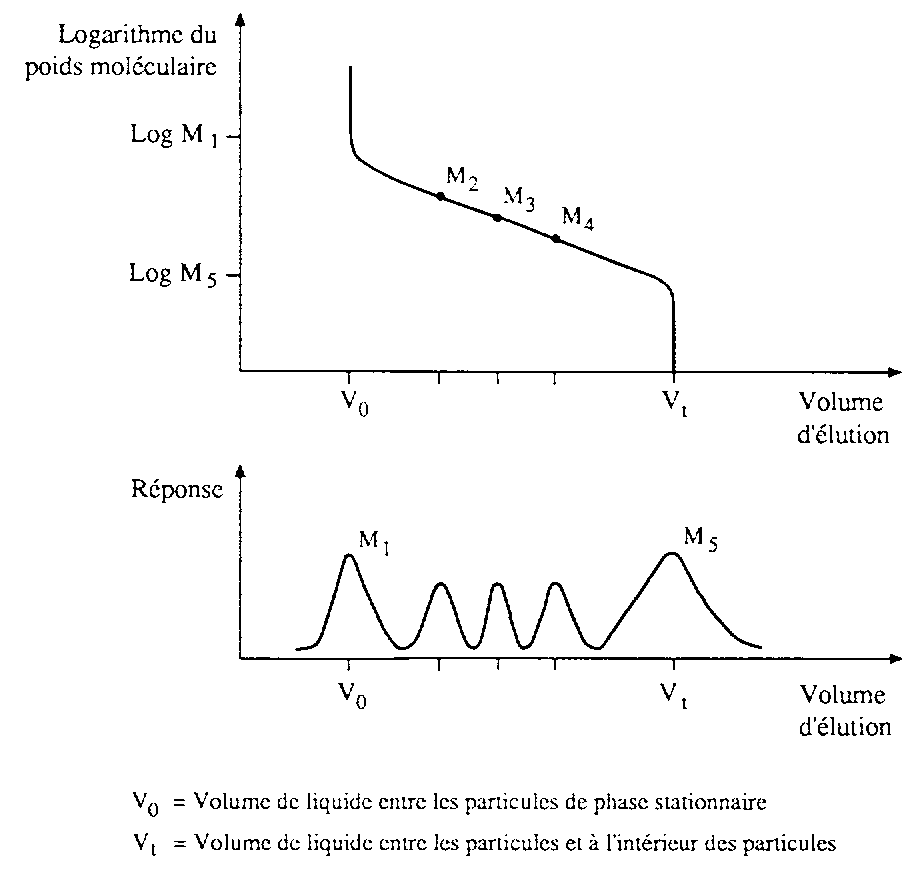 Logarithme du
poids moléculaire
Log M 1
M2
M3
M4
Log M 5
V0
Vt
Volume
d'élution
Réponse
M1
M5
V0
Vt
Volume
d'élution
V0 = Volume de liquide entre les particules de phase stationnaire
Vt = Volume de liquide entre les particules et à l'intérieur des particules